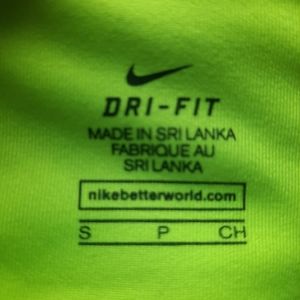 DRI-FIT
MADE IN SRI LANKA
FABRIQUE AU
SRI LANKA
nikebetterworld.com
S P CH